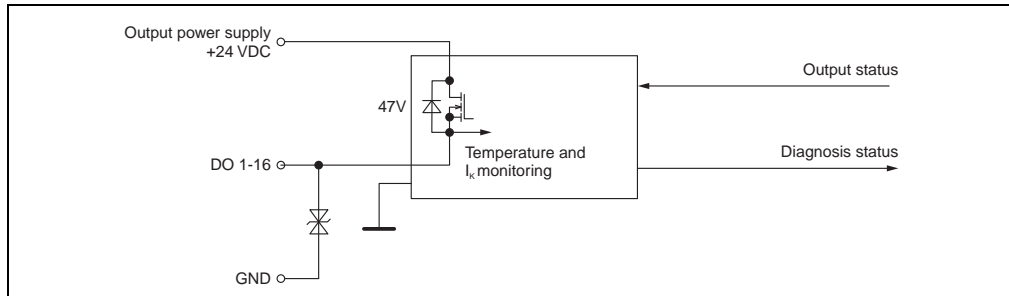 Output power supply
+24 VDC
Output status
47V
DO 1-16
Temperature and
Iₖ monitoring
Diagnosis status
GND